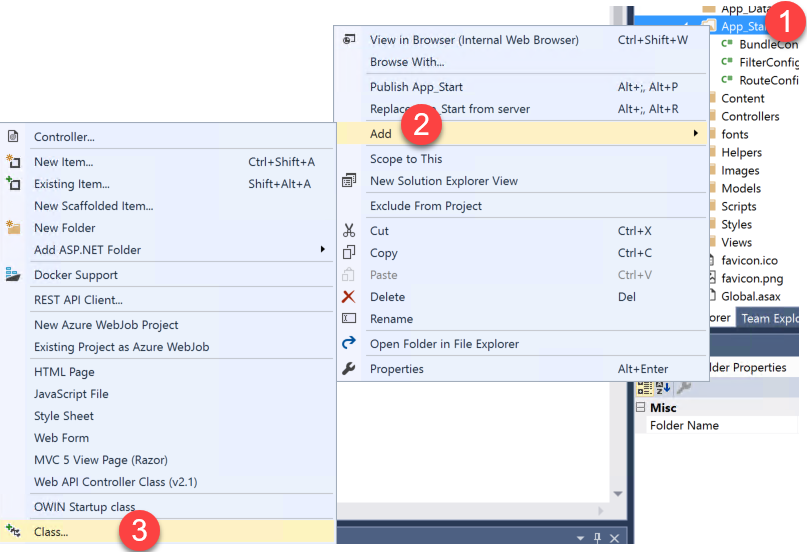 App_Data
App_Sta
1
BundleCon
FilterConfig
RouteConfi
Content
Controllers
fonts
Helpers
Images
Models
Scripts
Styles
Views
favicon.ico
favicon.png
Global.asax
orer Team Explo
lder Properties
Misc
Folder Name
View in Browser (Internal Web Browser) Ctrl+Shift+W
Browse With...
Publish App_Start Alt+;, Alt+P
Replace Start from server Alt+;, Alt+R
Add
2
Scope to This
New Solution Explorer View
Exclude From Project
Cut Ctrl+X
Copy Ctrl+C
Paste Ctrl+V
Delete Del
Rename
Open Folder in File Explorer
Properties Alt+Enter
Controller...
New Item... Ctrl+Shift+A
Existing Item... Shift+Alt+A
New Scaffolded Item...
New Folder
Add ASP.NET Folder
Docker Support
REST API Client...
New Azure WebJob Project
Existing Project as Azure WebJob
HTML Page
JavaScript File
Style Sheet
Web Form
MVC 5 View Page (Razor)
Web API Controller Class (v2.1)
OWIN Startup class
Class...
3